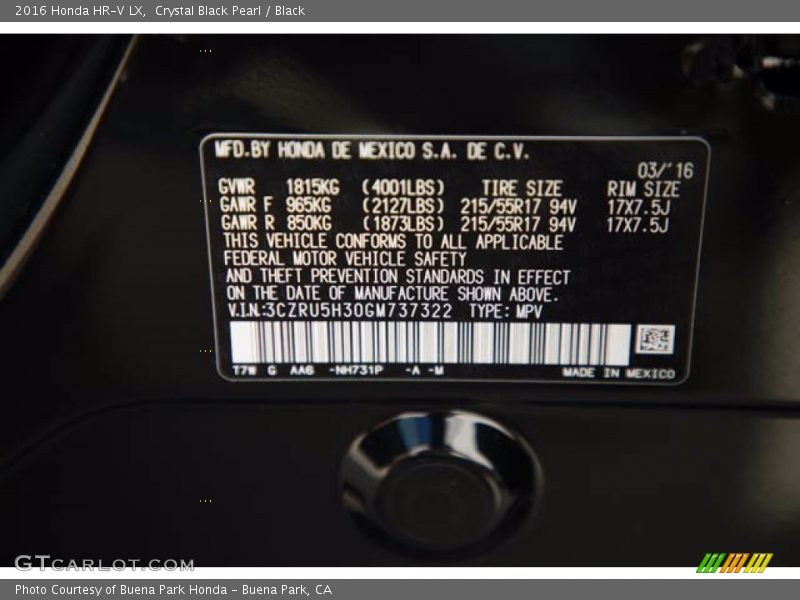 2016 Honda HR-V LX,  Crystal Black Pearl / Black
MFD.BY HONDA DE MEXICO S.A. DE C.V.
03/'16
GVWR 1815KG (4001LBS) TIRE SIZE RIM SIZE
GAWR F 965KG (2127LBS) 215/55R17 94V 17X7.5J
GAWR R 850KG (1873LBS) 215/55R17 94V 17X7.5J
THIS VEHICLE CONFORMS TO ALL APPLICABLE
FEDERAL MOTOR VEHICLE SAFETY
AND THEFT PREVENTION STANDARDS IN EFFECT
ON THE DATE OF MANUFACTURE SHOWN ABOVE.
V.I.N:3CZRU5H30GM737322 TYPE: MPV
T7W G AA6 -NH731P -A -M MADE IN MEXICO
GTCARLOT.COM
Photo Courtesy of Buena Park Honda - Buena Park, CA